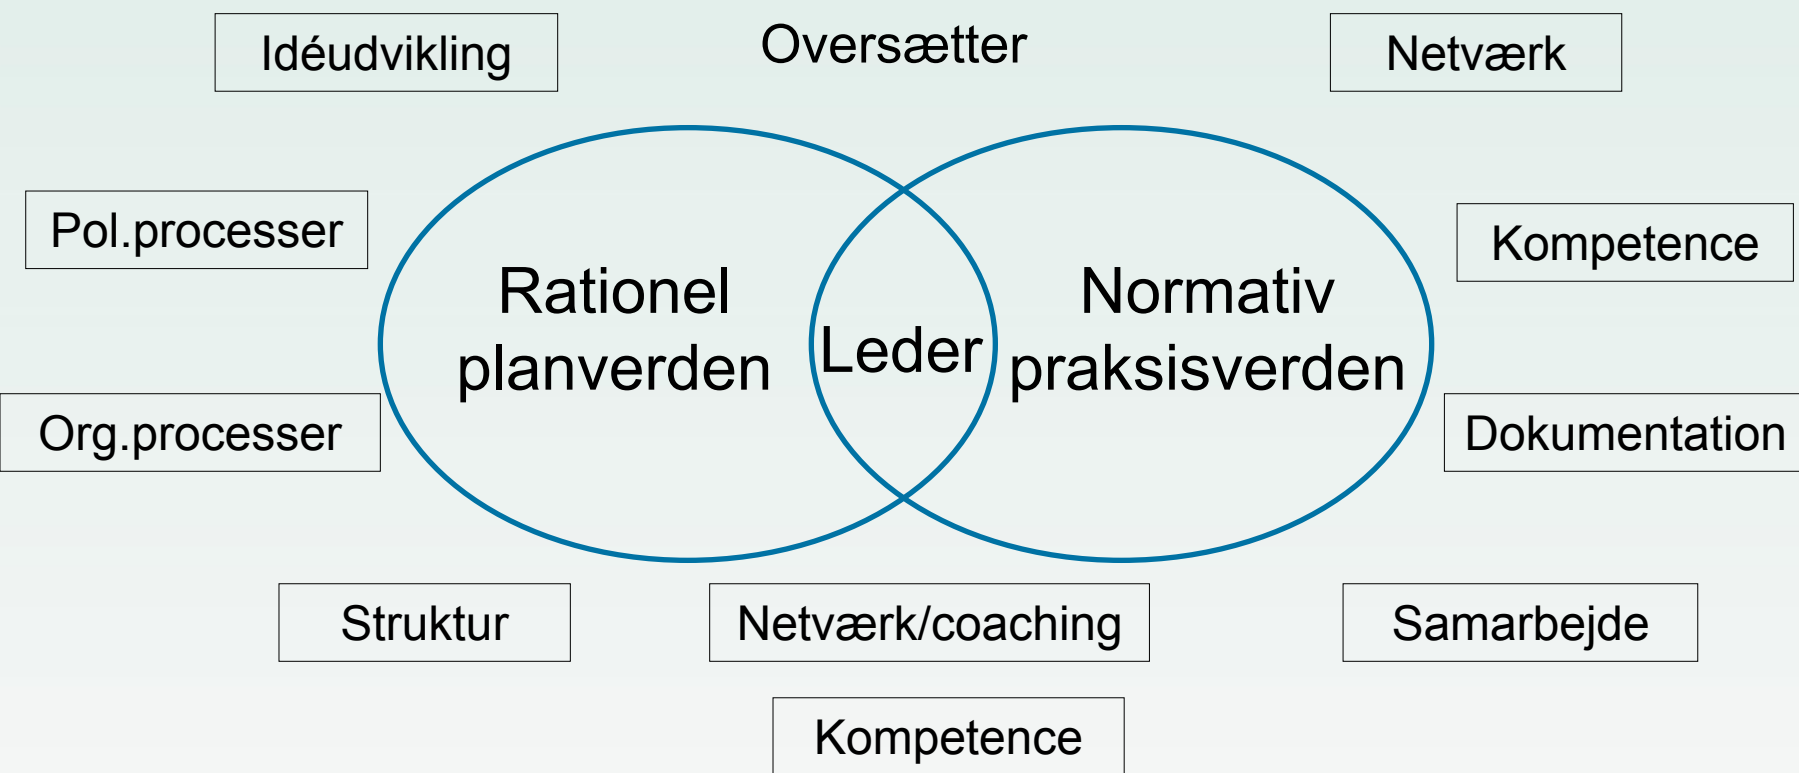 Idéudvikling
Oversætter
Netværk
Pol.processer
Kompetence
Rationel
planverden
Leder
Normativ
praksisverden
Org.processer
Dokumentation
Struktur
Netværk/coaching
Samarbejde
Kompetence